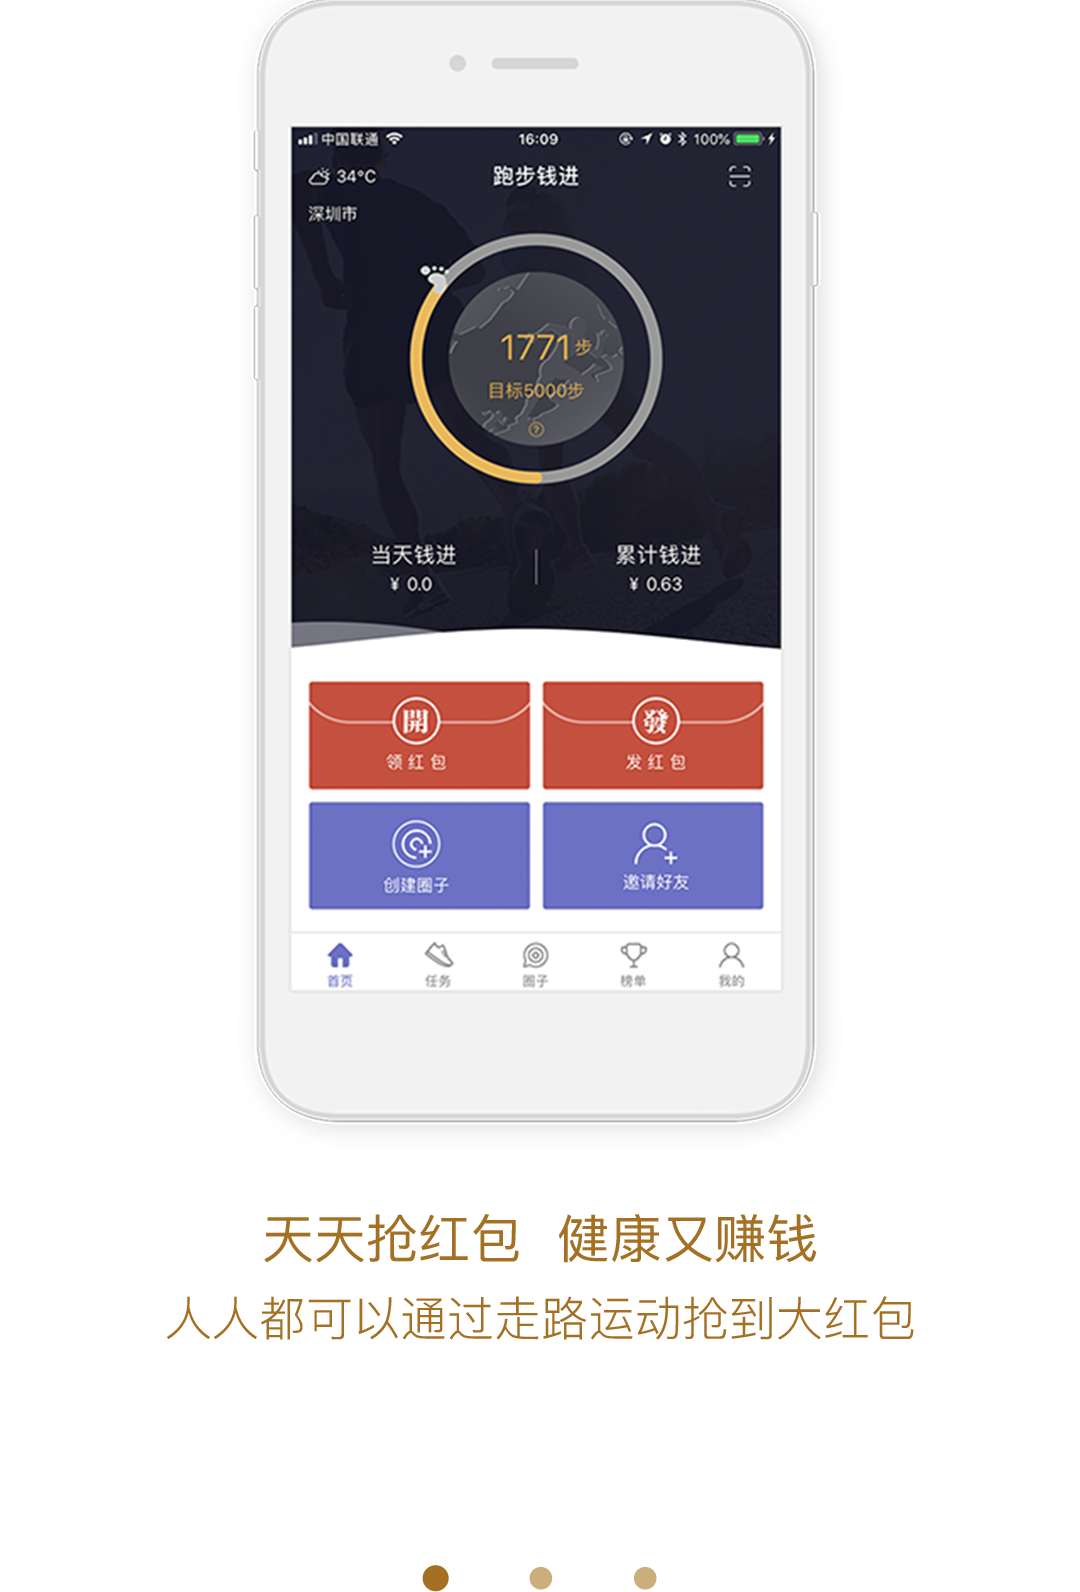 中国联通 16:09 100%
34°C 跑步钱进
深圳市
1771步
目标5000步
?
当天钱进 累计钱进
¥ 0.0 ¥ 0.63
開 發
领红包 发红包
创建圈子 邀请好友
首页 任务 圈子 榜单 我的
天天抢红包 健康又赚钱
人人都可以通过走路运动抢到大红包